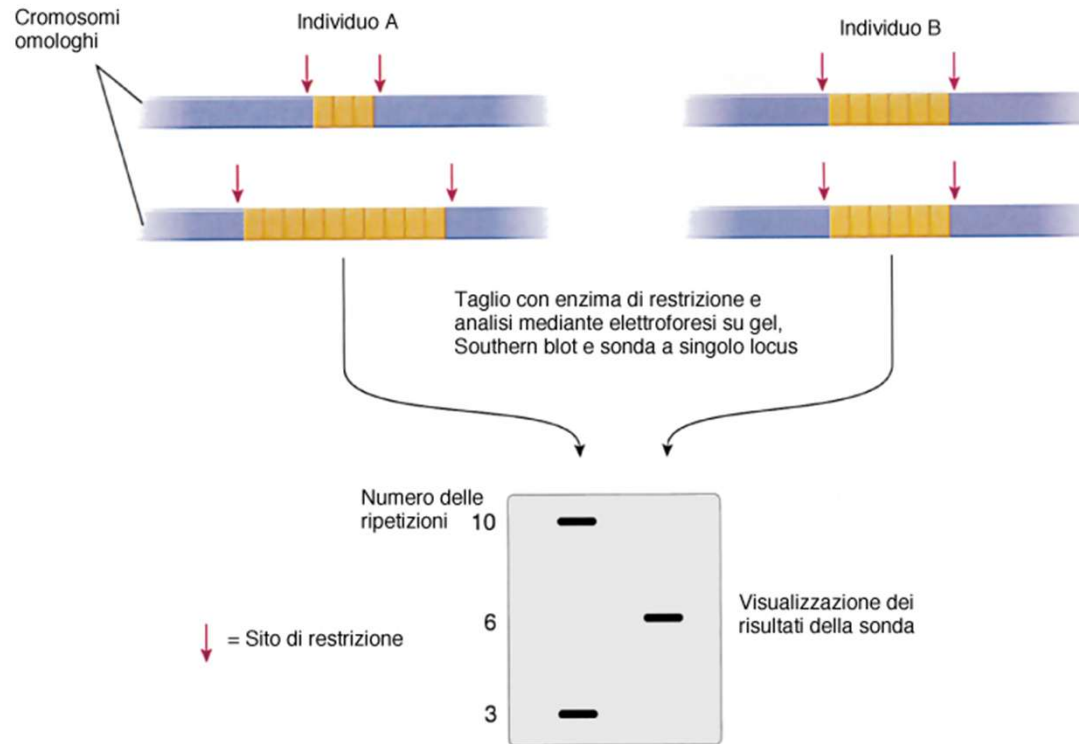 Cromosomi
omologhi
Individuo A
Individuo B
Taglio con enzima di restrizione e
analisi mediante elettroforesi su gel,
Southern blot e sonda a singolo locus
Numero delle
ripetizioni
10
6
3
Visualizzazione dei
risultati della sonda
= Sito di restrizione